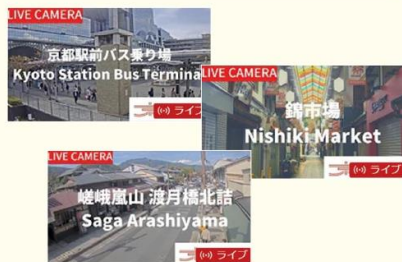 LIVE CAMERA
京都駅前バス乗り場
Kyoto Station Bus Terminal
ライブ
LIVE CAMERA
錦市場
Nishiki Market
ライブ
LIVE CAMERA
嵯峨嵐山 渡月橋北詰
Saga Arashiyama
ライブ